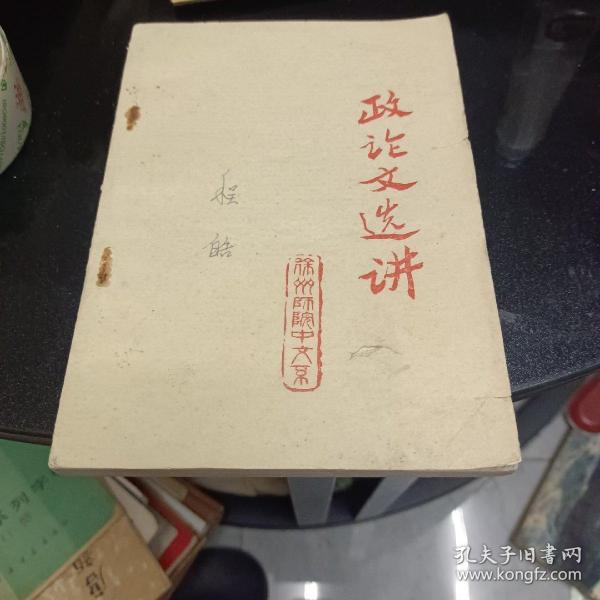 政论文选讲
徐州师院中文系
程
皓
孔夫子旧书网
www.kongfz.com